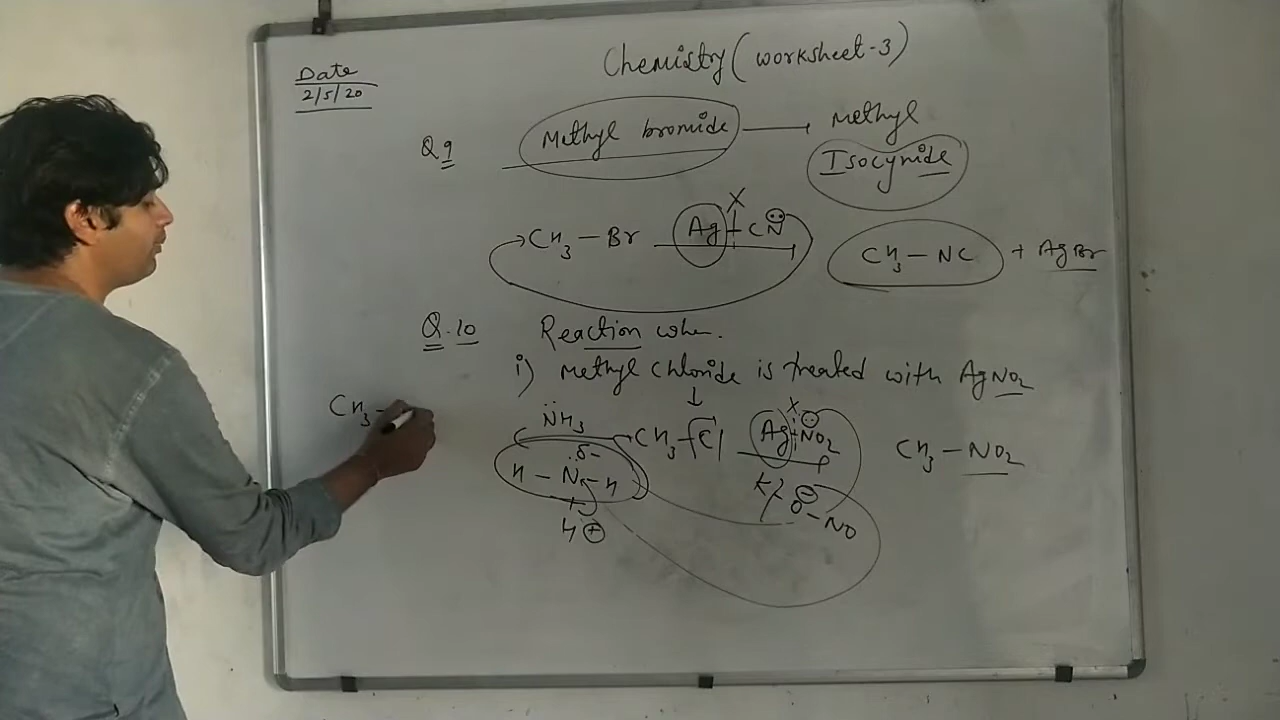 Chemistry (worksheet-3)
Date
2/5/20
Q 9 Methyl bromide → Methyl
Isocynide
X
CH3 – Br Ag + CN CH3 – NC + AgBr
Q.10 Reaction when
i) Methyl chloride is treated with AgNO2
CH3 – N̈H3 CH3 – Cl Ag + NO2 CH3 – NO2
δ-
H – N – H K O – NO
H ⊕